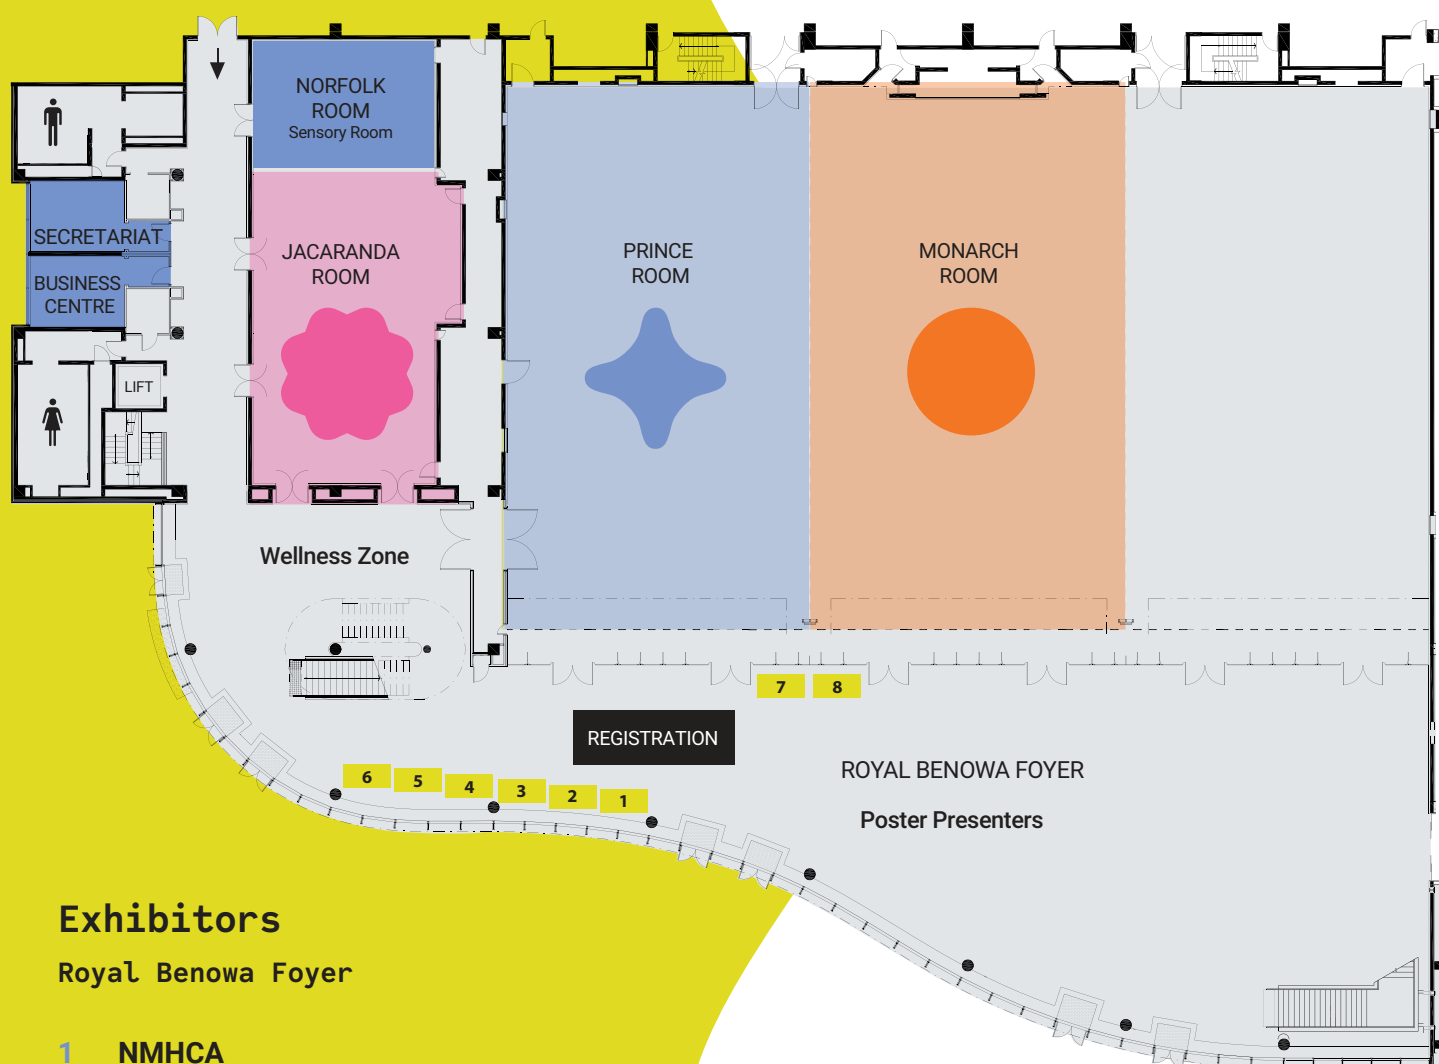 NORFOLK
ROOM
Sensory Room
SECRETARIAT
BUSINESS
CENTRE
JACARANDA
ROOM
PRINCE
ROOM
MONARCH
ROOM
LIFT
Wellness Zone
7
8
REGISTRATION
ROYAL BENOWA FOYER
Poster Presenters
6
5
4
3
2
1
Exhibitors
Royal Benowa Foyer
1 NMHCA